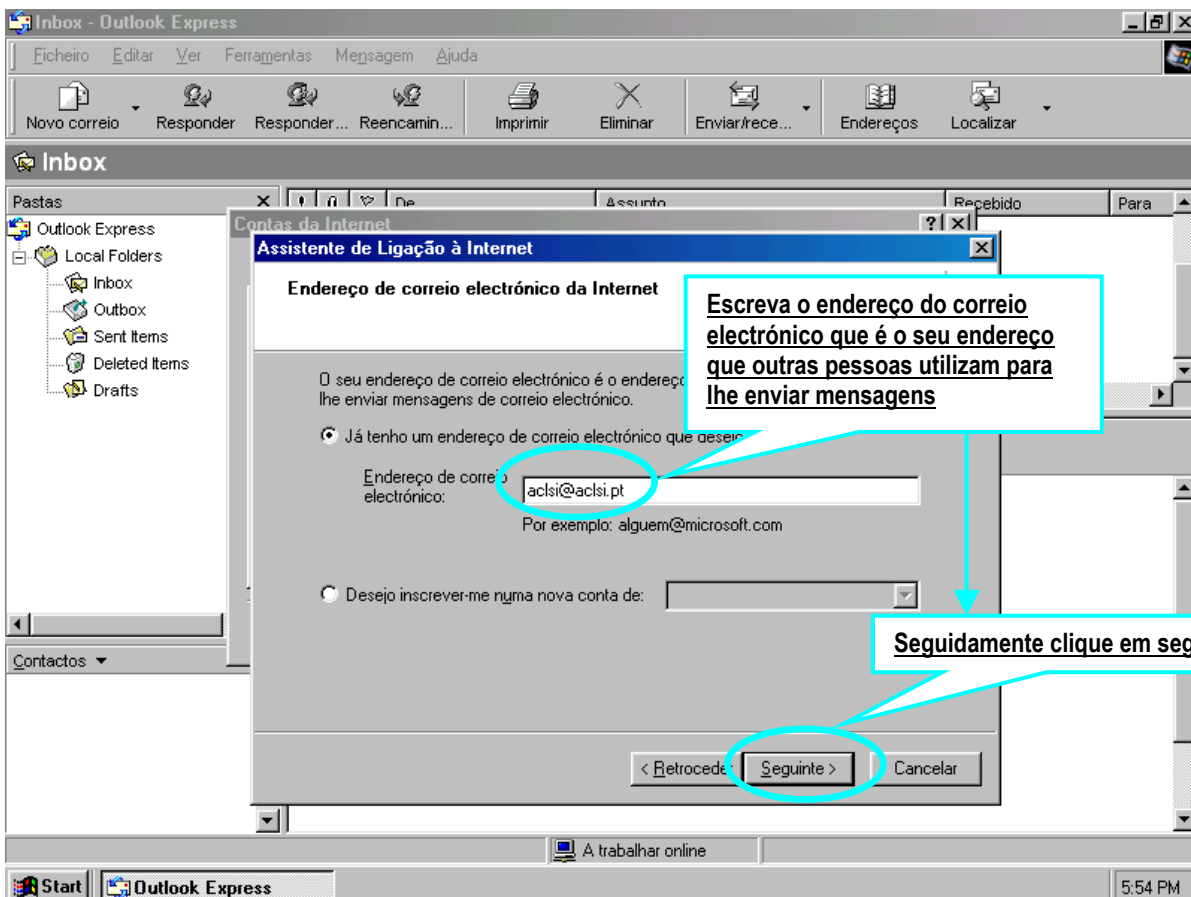 Inbox - Outlook Express
Ficheiro Editar Ver Ferramentas Mensagem Ajuda
Novo correio Responder Responder... Reencamin... Imprimir Eliminar Enviar/rece... Endereços Localizar
Inbox
Pastas
De Assunto Recebido Para
Outlook Express
Local Folders
Inbox
Outbox
Sent Items
Deleted Items
Drafts
Contactos
Contas da Internet
Assistente de Ligação à Internet
Endereço de correio electrónico da Internet
Escreva o endereço do correio
electrónico que é o seu endereço
que outras pessoas utilizam para
lhe enviar mensagens
O seu endereço de correio electrónico é o endereço
lhe enviar mensagens de correio electrónico.
Já tenho um endereço de correio electrónico que desejo
Endereço de correio
electrónico:
aclsi@aclsi.pt
Por exemplo: alguem@microsoft.com
Desejo inscrever-me numa nova conta de:
Seguidamente clique em seg
< Retroceder Seguinte > Cancelar
A trabalhar online
Start Outlook Express 5:54 PM